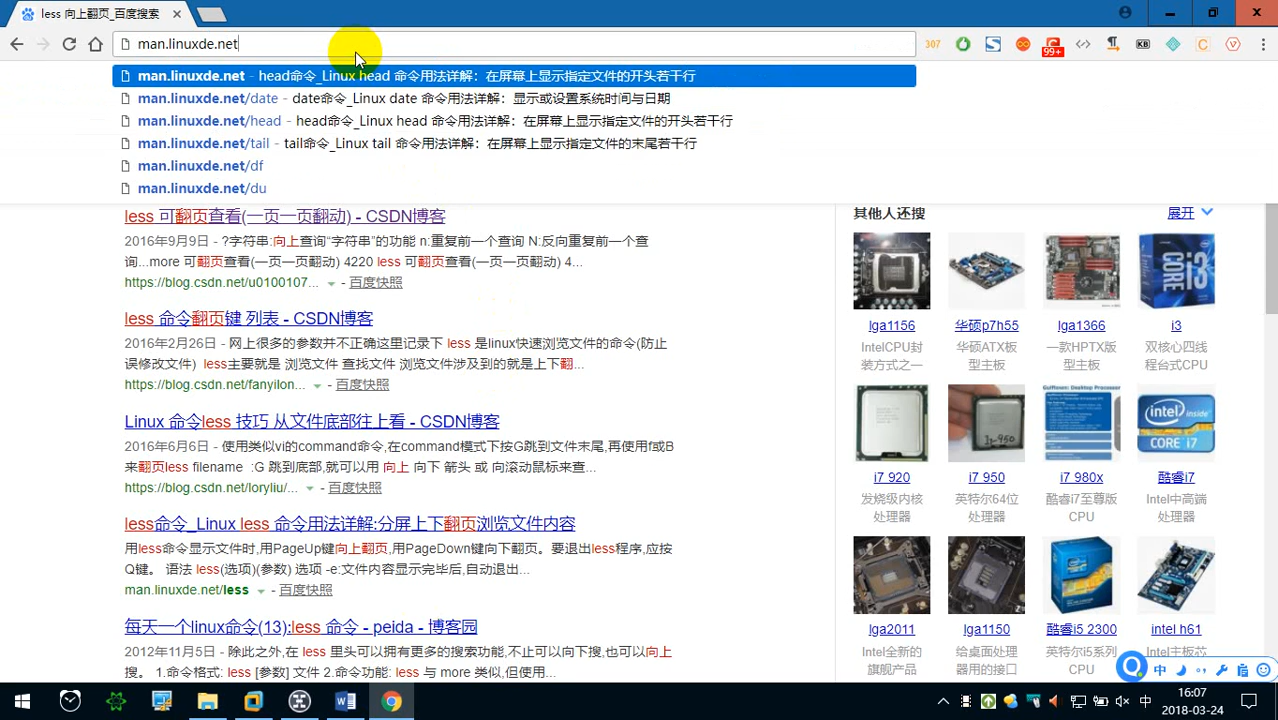 less 向上翻页_百度搜索
man.linuxde.net
307
99+
KB
man.linuxde.net - head命令_Linux head 命令用法详解：在屏幕上显示指定文件的开头若干行
man.linuxde.net/date - date命令_Linux date 命令用法详解：显示或设置系统时间与日期
man.linuxde.net/head - head命令_Linux head 命令用法详解：在屏幕上显示指定文件的开头若干行
man.linuxde.net/tail - tail命令_Linux tail 命令用法详解：在屏幕上显示指定文件的末尾若干行
man.linuxde.net/df
man.linuxde.net/du
less 可翻页查看(一页一页翻动) - CSDN博客
2016年9月9日 - ?字符串:向上查询“字符串”的功能 n:重复前一个查询 N:反向重复前一个查
询...more 可翻页查看(一页一页翻动) 4220 less 可翻页查看(一页一页翻动) 4...
https://blog.csdn.net/u0100107... - 百度快照
less 命令翻页键 列表 - CSDN博客
2016年2月26日 - 网上很多的参数并不正确这里记录下 less 是linux快速浏览文件的命令(防止
误修改文件) less主要就是 浏览文件 查找文件 浏览文件涉及到的就是上下翻...
https://blog.csdn.net/fanyilon... - 百度快照
Linux 命令less 技巧 从文件底部往上看 - CSDN博客
2016年6月6日 - 使用类似vi的command命令,在command模式下按G跳到文件末尾,再使用f或B
来翻页less filename :G 跳到底部,就可以用 向上 向下 箭头 或 向滚动鼠标来查...
https://blog.csdn.net/loryliu/... - 百度快照
less命令_Linux less 命令用法详解:分屏上下翻页浏览文件内容
用less命令显示文件时,用PageUp键向上翻页,用PageDown键向下翻页。要退出less程序,应按
Q键。 语法 less(选项)(参数) 选项 -e:文件内容显示完毕后,自动退出...
man.linuxde.net/less - 百度快照
每天一个linux命令(13):less 命令 - peida - 博客园
2012年11月5日 - 除此之外,在 less 里头可以拥有更多的搜索功能,不止可以向下搜,也可以向上
搜。 1.命令格式: less [参数] 文件 2.命令功能: less 与 more 类似,但使用...
其他人还搜
展开
lga1156
IntelCPU封
装方式之一
华硕p7h55
华硕ATX板
型主板
lga1366
一款HPTX版
型主板
i3
双核心四线
程台式CPU
i7 920
发烧级内核
处理器
i7 950
英特尔64位
处理器
i7 980x
酷睿i7至尊版
CPU
intel
CORE i7
酷睿i7
Intel中高端
处理器
lga2011
Intel全新的
旗舰产品
lga1150
给桌面处理
器用的接口
酷睿i5 2300
英特尔i5系列
CPU
intel h61
Intel主板芯
中
中
16:07
2018-03-24